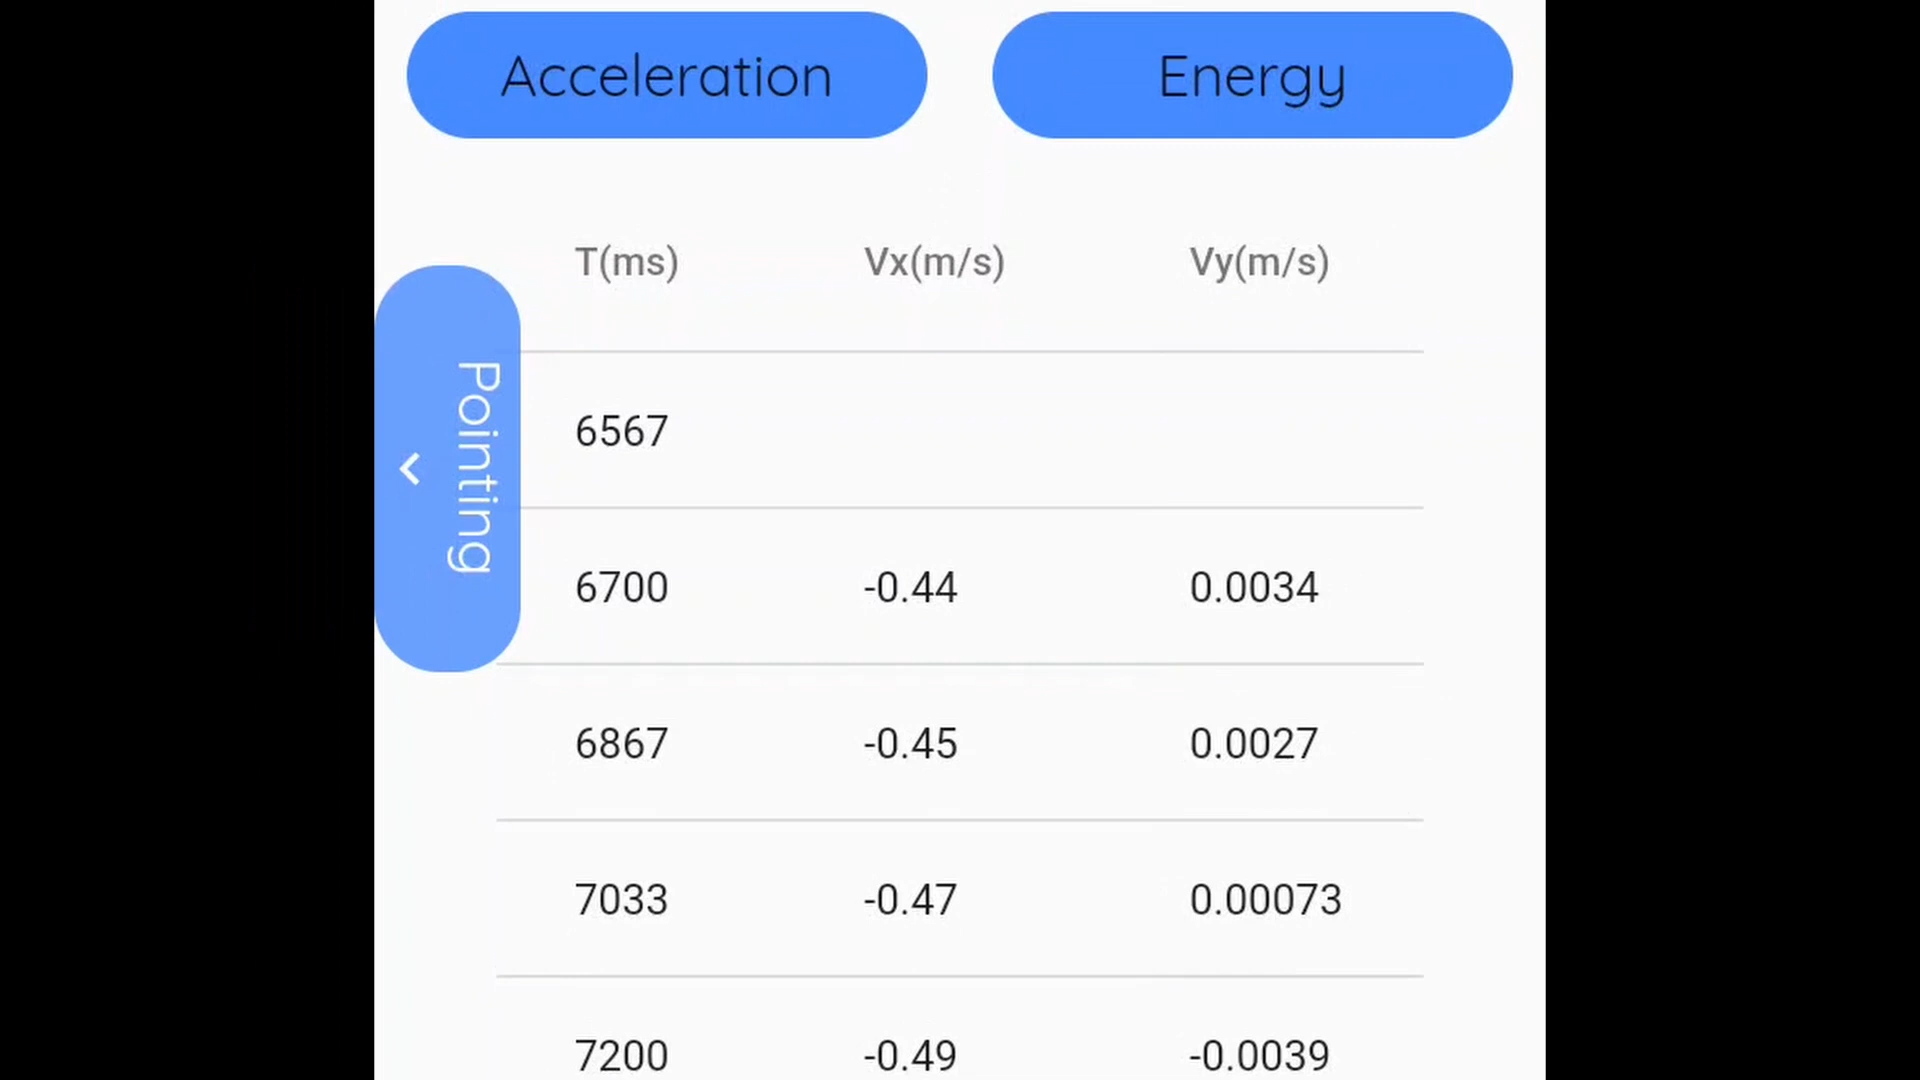 Acceleration Energy
T(ms) Vx(m/s) Vy(m/s)
Pointing
6567
6700 -0.44 0.0034
6867 -0.45 0.0027
7033 -0.47 0.00073
7200 -0.49 -0.0039